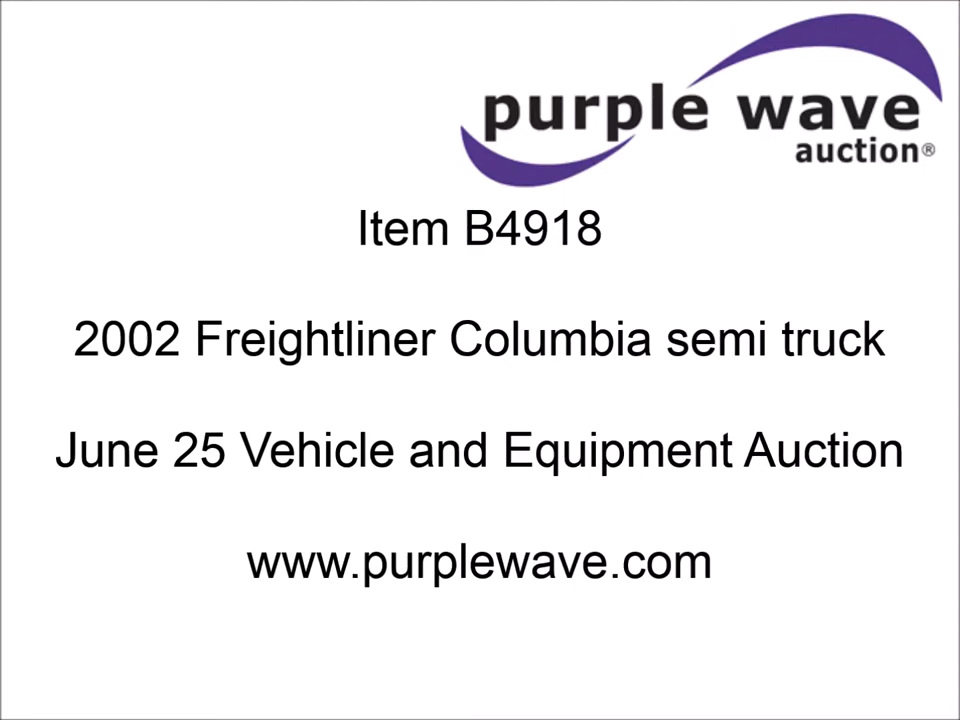 purple wave
auction®
Item B4918
2002 Freightliner Columbia semi truck
June 25 Vehicle and Equipment Auction
www.purplewave.com